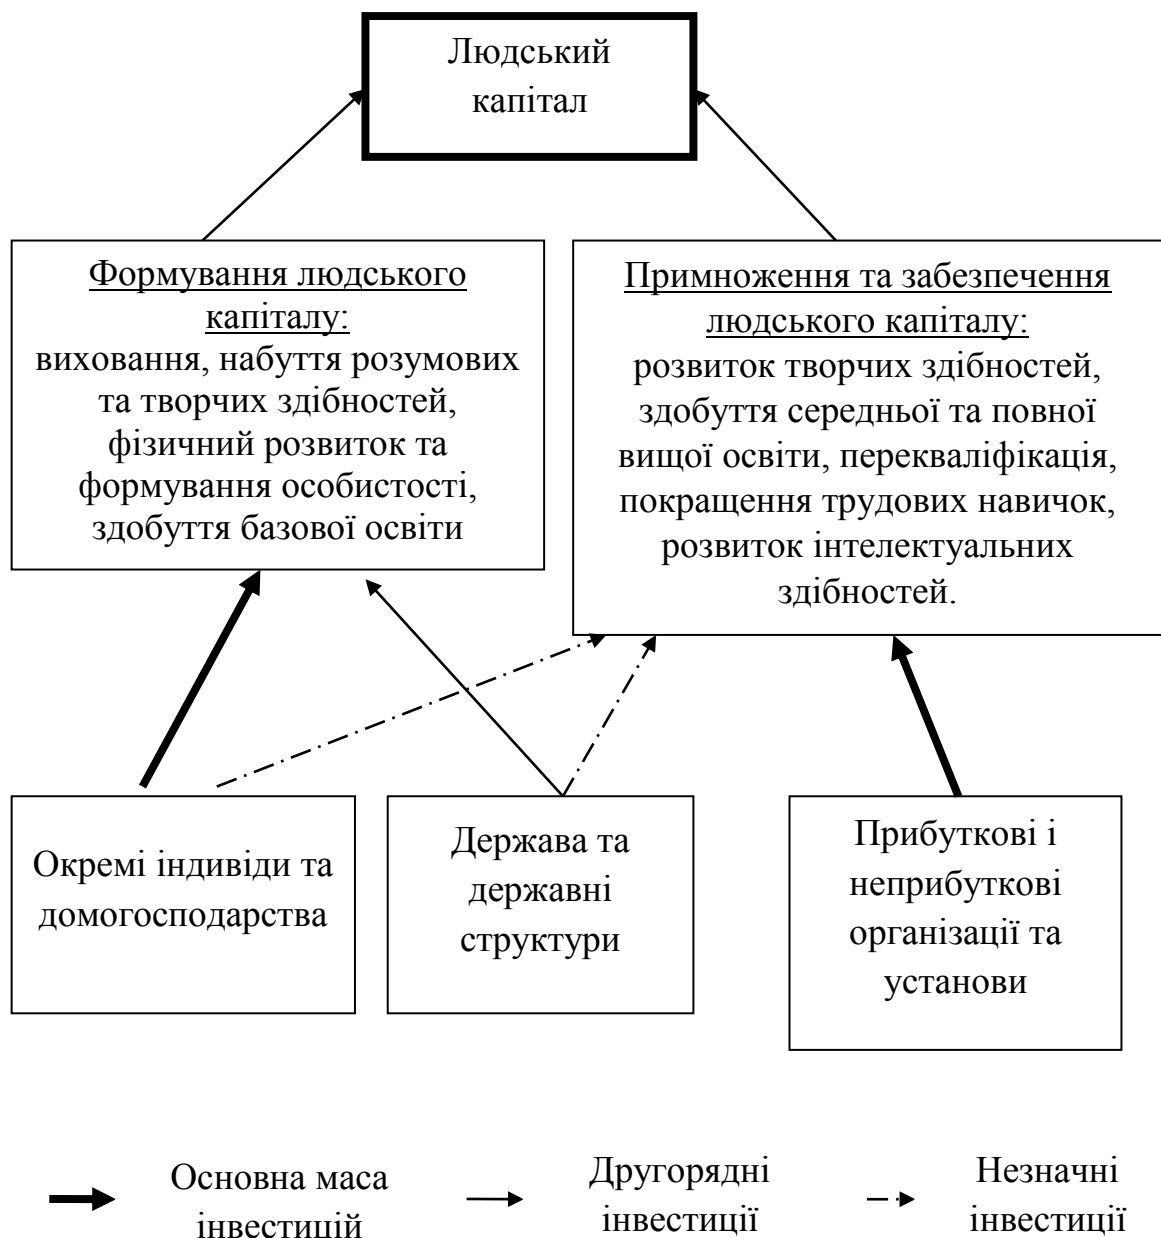 Людський
капітал
Формування людського
капіталу:
виховання, набуття розумових
та творчих здібностей,
фізичний розвиток та
формування особистості,
здобуття базової освіти
Примноження та забезпечення
людського капіталу:
розвиток творчих здібностей,
здобуття середньої та повної
вищої освіти, перекваліфікація,
покращення трудових навичок,
розвиток інтелектуальних
здібностей.
Окремі індивіди та
домогосподарства
Держава та
державні
структури
Прибуткові і
неприбуткові
організації та
установи
Основна маса
інвестицій
Другорядні
інвестиції
Незначні
інвестиції